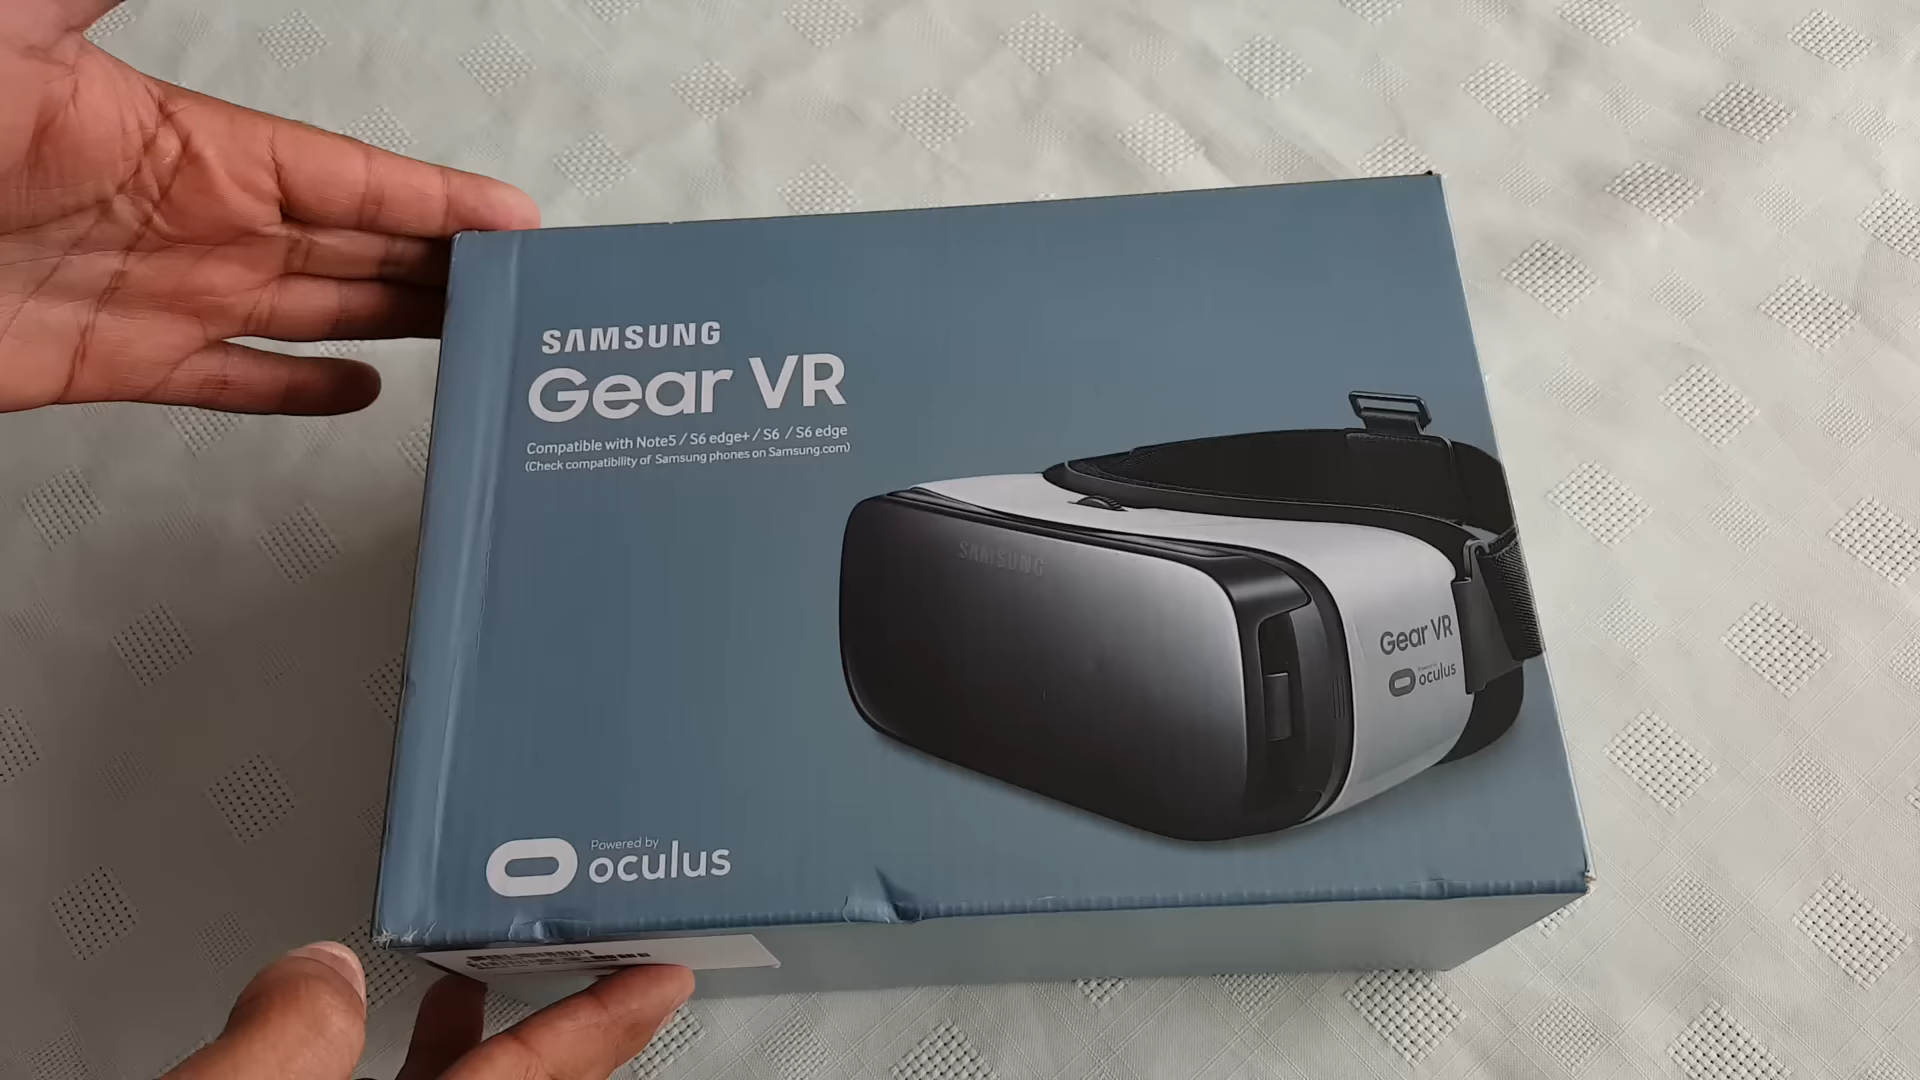 SAMSUNG
Gear VR
Compatible with Note5 / S6 edge+ / S6 / S6 edge
(Check compatibility of Samsung phones on Samsung.com)
SAMSUNG
Gear VR
Powered by
oculus
Powered by
oculus